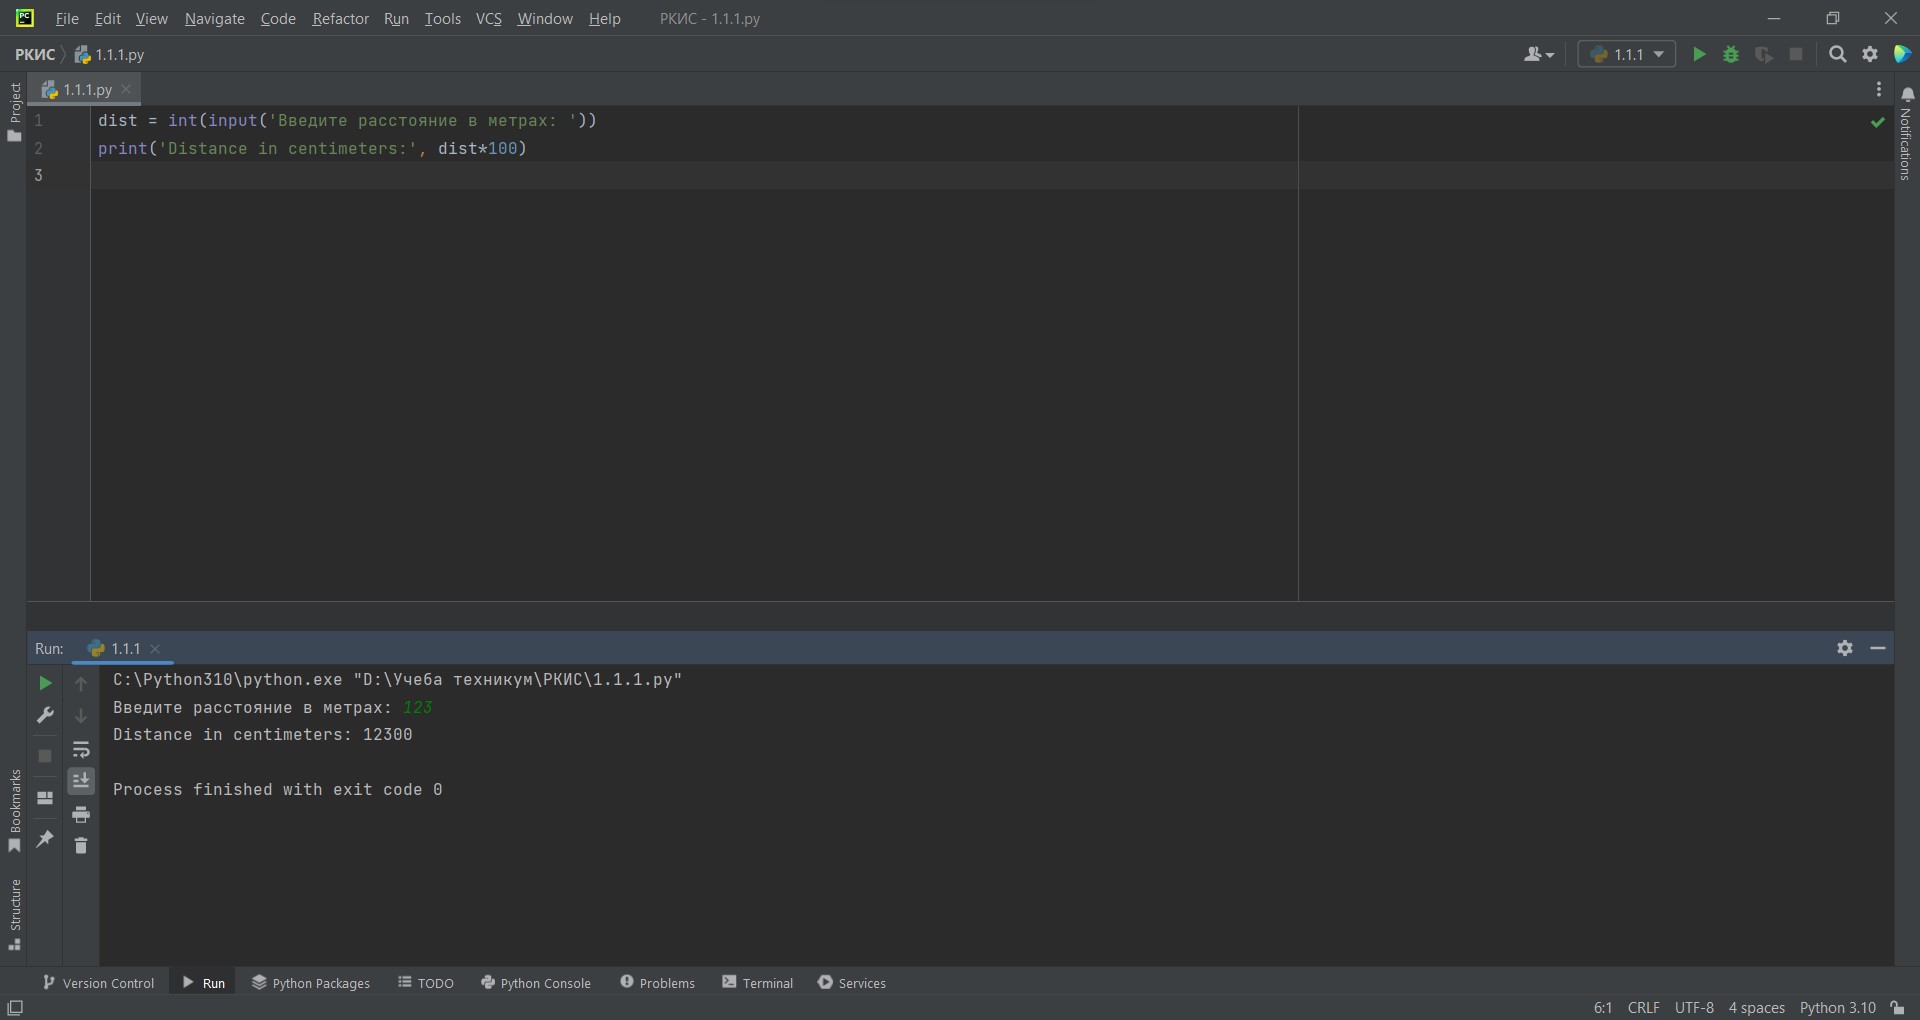 PC File Edit View Navigate Code Refactor Run Tools VCS Window Help РКИС - 1.1.1.py
РКИС 1.1.1.py 1.1.1
Project 1.1.1.py
Notifications
1 dist = int(input('Введите расстояние в метрах: '))
2 print('Distance in centimeters:', dist*100)
3
Run: 1.1.1
C:\Python310\python.exe "D:\Учеба техникум\РКИС\1.1.1.py"
Введите расстояние в метрах: 123
Distance in centimeters: 12300
Process finished with exit code 0
Bookmarks
Structure
Version Control Run Python Packages TODO Python Console Problems Terminal Services
6:1 CRLF UTF-8 4 spaces Python 3.10